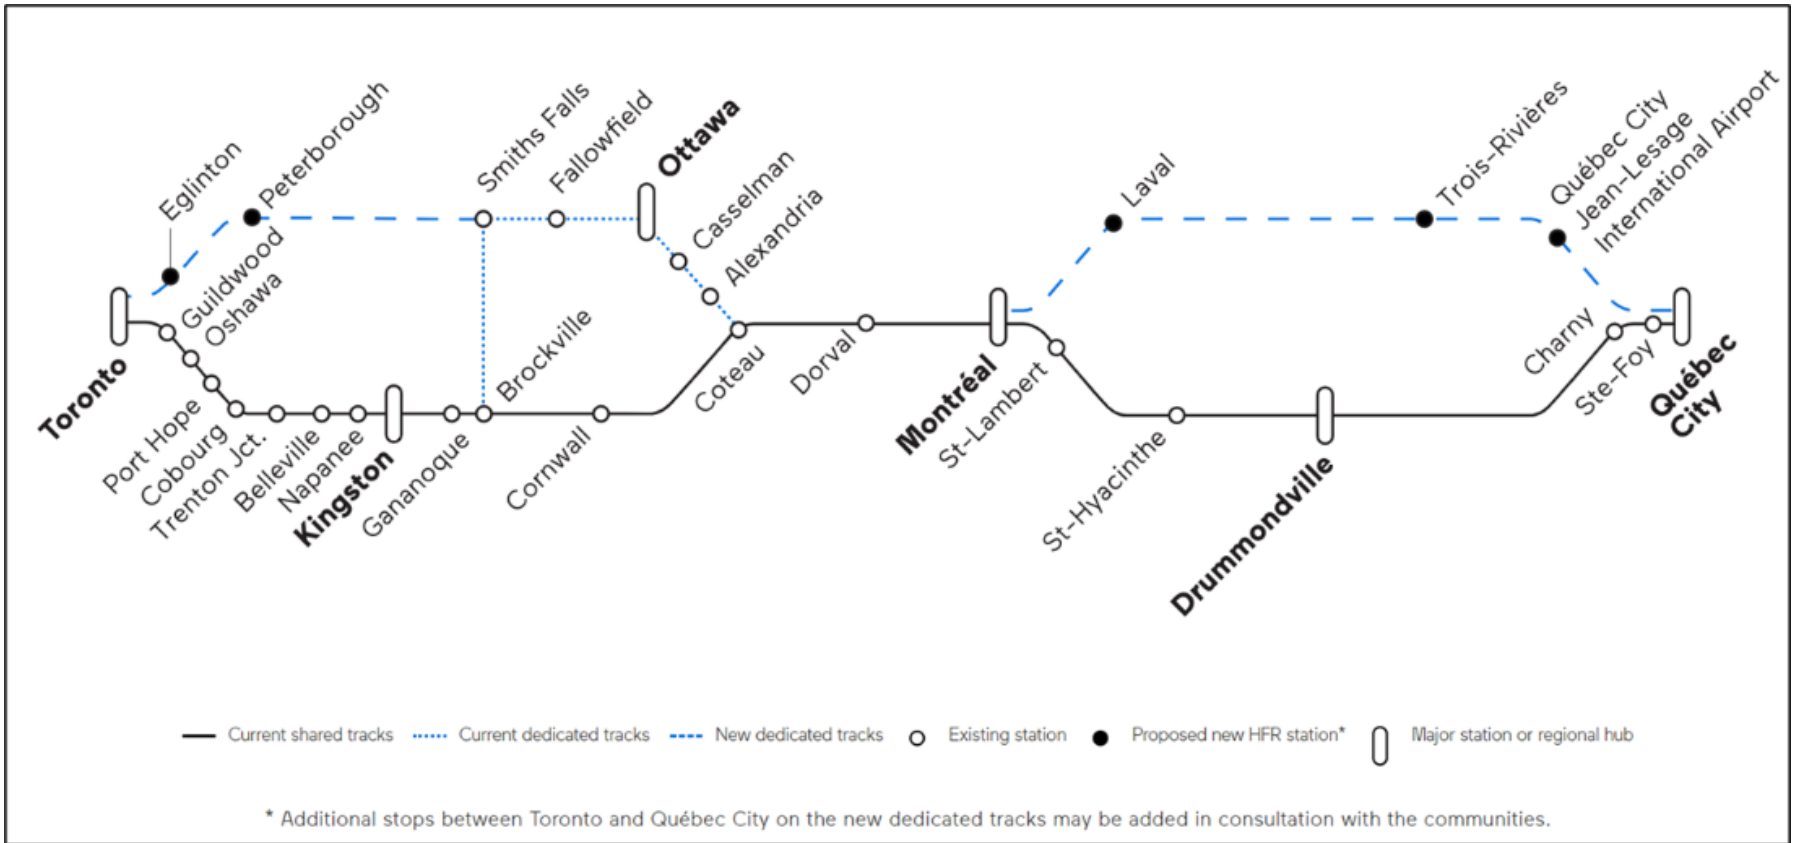 Eglinton
Peterborough
Guildwood
Oshawa
Smiths Falls
Fallowfield
Ottawa
Casselman
Alexandria
Laval
Trois-Rivières
Québec City
Jean-Lesage
International Airport
Toronto
Port Hope
Cobourg
Trenton Jct.
Belleville
Napanee
Kingston
Gananoque
Brockville
Cornwall
Coteau
Dorval
Montréal
St-Lambert
St-Hyacinthe
Drummondville
Charny
Ste-Foy
Québec
City
Current shared tracks
Current dedicated tracks
New dedicated tracks
Existing station
Proposed new HFR station*
Major station or regional hub
* Additional stops between Toronto and Québec City on the new dedicated tracks may be added in consultation with the communities.